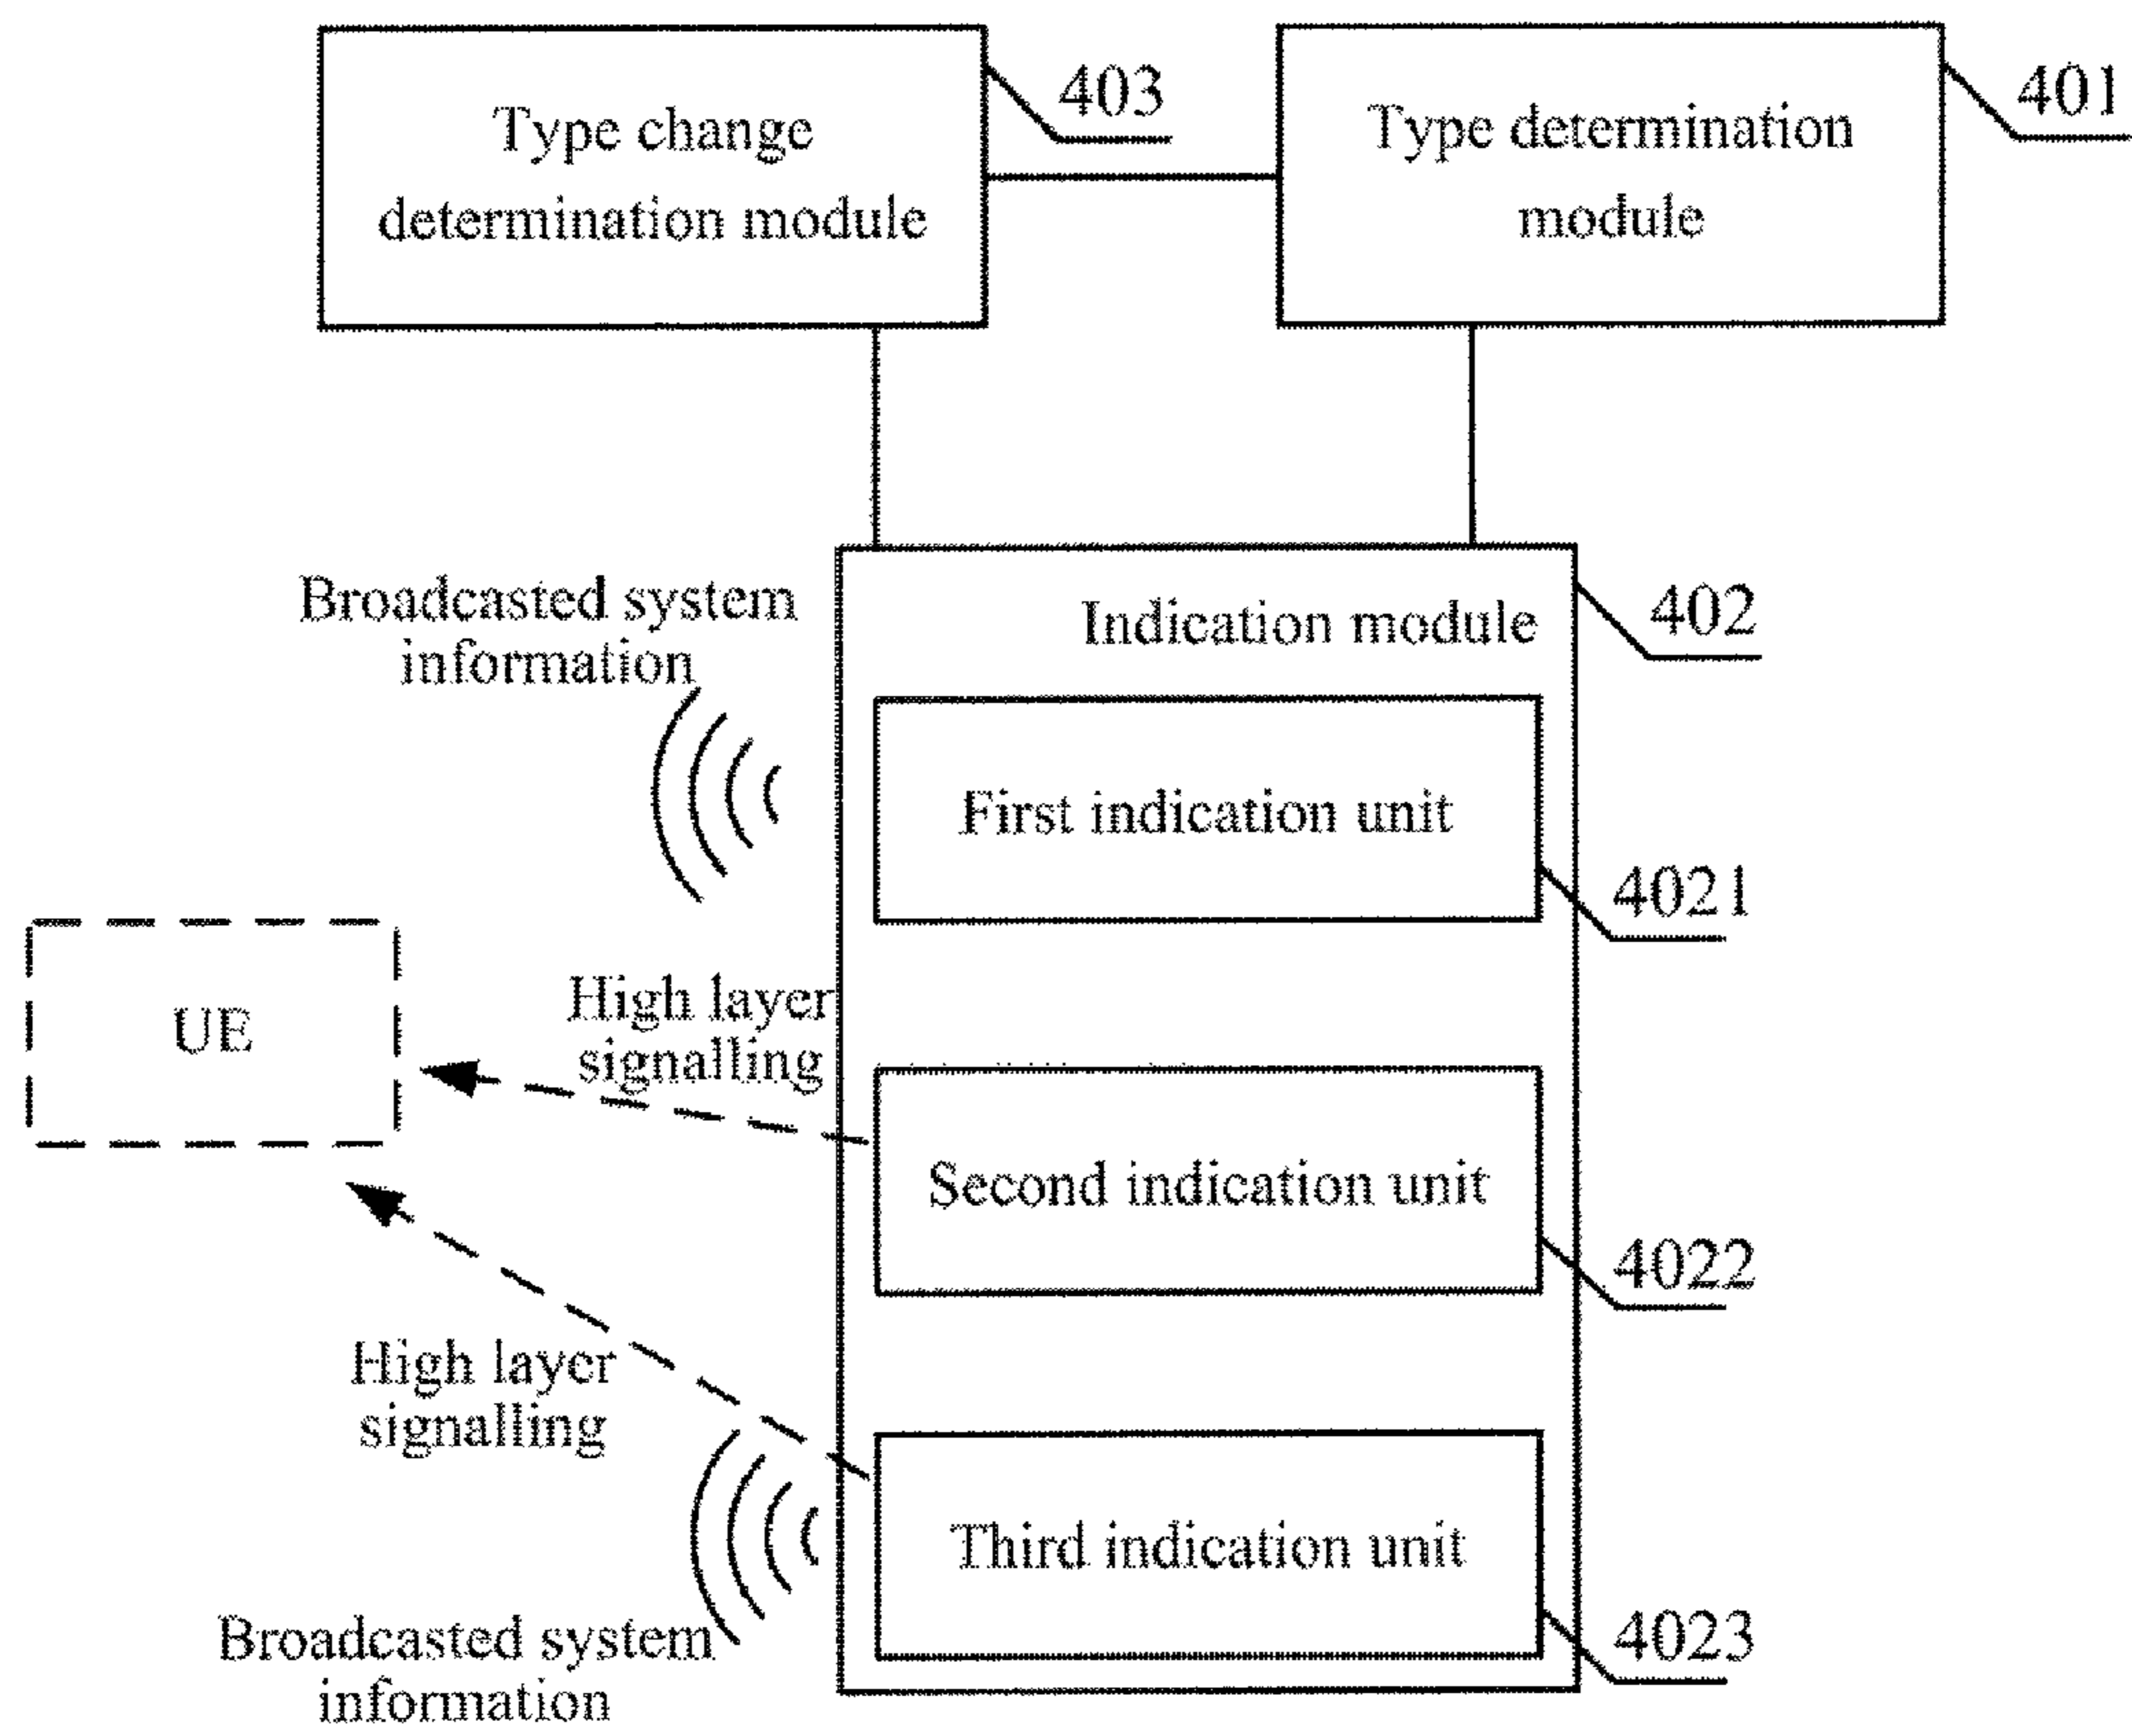 Type change
determination module
403
Type determination
module
401
Broadcasted system
information
Indication module
402
First indication unit
4021
UE
High layer
signalling
Second indication unit
4022
High layer
signalling
Third indication unit
4023
Broadcasted system
information